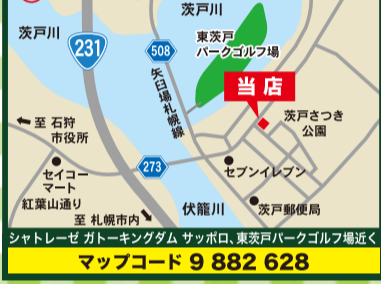 茨戸川
伏籠川
茨戸川
東茨戸
パークゴルフ場
231
508
矢臼場札幌線
当店
茨戸さつき
公園
至 石狩
市役所
273
セイコー
マート
紅葉山通り
セブンイレブン
至 札幌市内
伏籠川
茨戸郵便局
シャトレーゼ ガトーキングダム サッポロ、東茨戸パークゴルフ場近く
マップコード 9 882 628